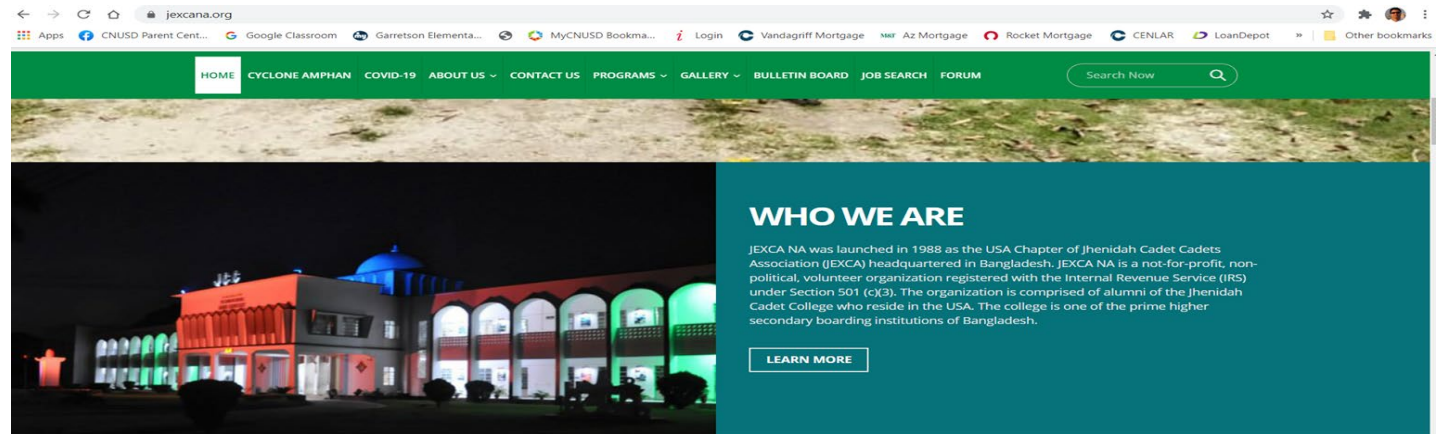 jexcana.org
Apps CNUSD Parent Cent... Google Classroom Garretson Elementa... MyCNUSD Bookma... Login Vandagriff Mortgage M&T Az Mortgage Rocket Mortgage CENLAR LoanDepot » Other bookmarks
HOME CYCLONE AMPHAN COVID-19 ABOUT US CONTACT US PROGRAMS GALLERY BULLETIN BOARD JOB SEARCH FORUM Search Now
WHO WE ARE
JEXCA NA was launched in 1988 as the USA Chapter of Jhenidah Cadet Cadets
Association (JEXCA) headquartered in Bangladesh. JEXCA NA is a not-for-profit, non-
political, volunteer organization registered with the Internal Revenue Service (IRS)
under Section 501 (c)(3). The organization is comprised of alumni of the Jhenidah
Cadet College who reside in the USA. The college is one of the prime higher
secondary boarding institutions of Bangladesh.
LEARN MORE